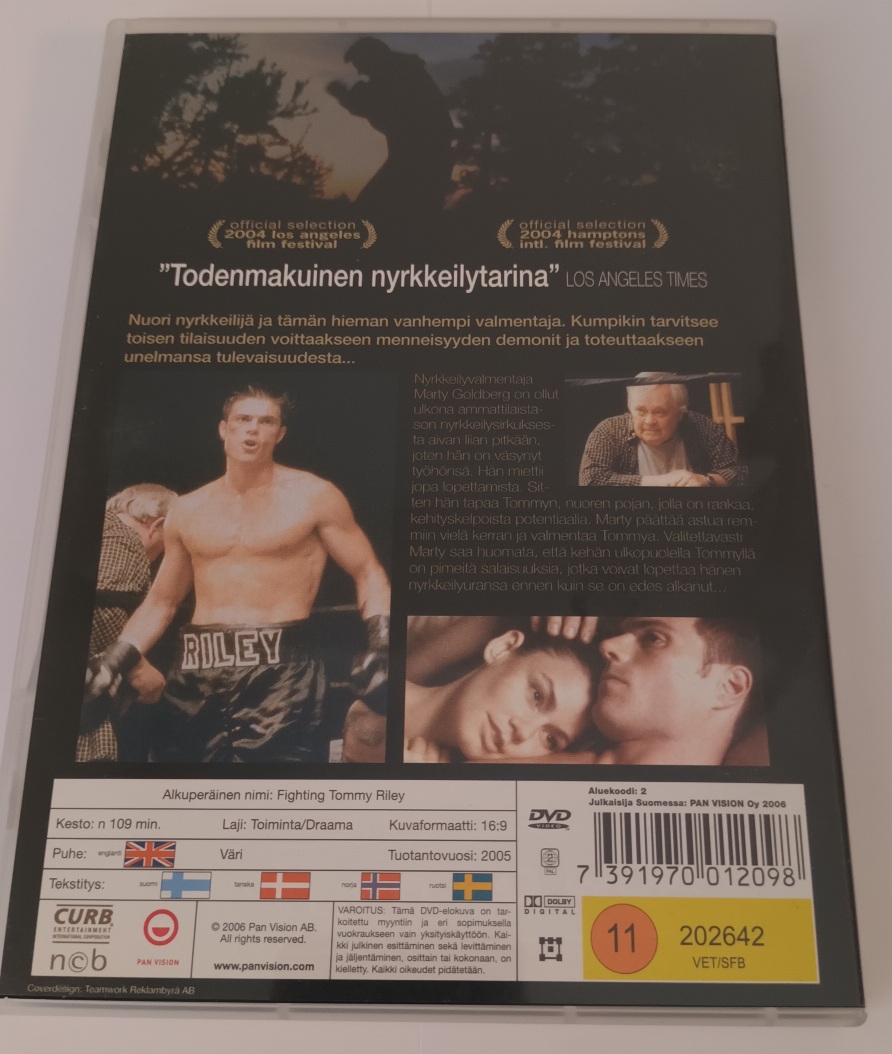 official selection
2004 los angeles
film festival
official selection
2004 hamptons
intl. film festival
"Todenmakuinen nyrkkeilytarina" LOS ANGELES TIMES
Nuori nyrkkeilijä ja tämän hieman vanhempi valmentaja. Kumpikin tarvitsee
toisen tilaisuuden voittaakseen menneisyyden demonit ja toteuttaakseen
unelmansa tulevaisuudesta...
Nyrkkeilyvalmentaja
Marty Goldberg on ollut
ulkona ammattilaista-
son nyrkkeilysirkukses-
ta aivan liian pitkään,
joten hän on väsynyt
työhönsä. Hän miettii
jopa lopettamista. Sit-
ten hän tapaa Tommyn, nuoren pojan, jolla on raakaa,
kehityskelpoista potentiaalia. Marty päättää astua rem-
miin vielä kerran ja valmentaa Tommya. Valitettavasti
Marty saa huomata, että kehän ulkopuolella Tommyllä
on pimeitä salaisuuksia, jotka voivat lopettaa hänen
nyrkkeilyuransa ennen kuin se on edes alkanut...
RILEY
Alkuperäinen nimi: Fighting Tommy Riley
Kesto: n 109 min. Laji: Toiminta/Draama Kuvaformaatti: 16:9
Puhe: englanti Väri Tuotantovuosi: 2005
Tekstitys: suomi tanska norja ruotsi
CURB
ENTERTAINMENT
INTERNATIONAL CORPORATION
n©b
PAN VISION
© 2006 Pan Vision AB.
All rights reserved.
www.panvision.com
VAROITUS: Tämä DVD-elokuva on tar-
koitettu myyntiin ja eri sopimuksella
vuokraukseen vain yksityiskäyttöön. Kai-
kki julkinen esittäminen sekä levittäminen
ja jäljentäminen, osittain tai kokonaan, on
kielletty. Kaikki oikeudet pidätetään.
Aluekoodi: 2
Julkaisija Suomessa: PAN VISION Oy 2006
DVD
VIDEO
2
PAL
7 391970 012098
DOLBY
DIGITAL
11
202642
VET/SFB
Coverdesign: Teamwork Reklambyrå AB